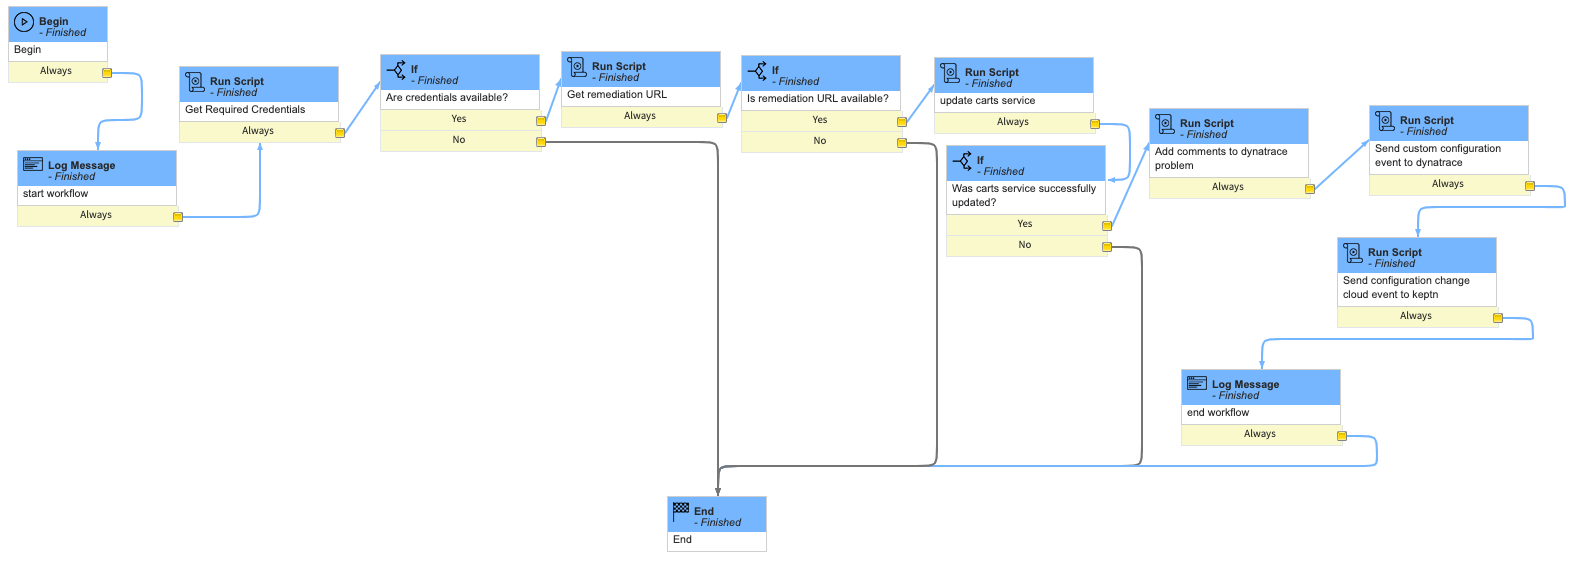 Begin
- Finished
Begin
Always
Log Message
- Finished
start workflow
Always
Run Script
- Finished
Get Required Credentials
Always
If
- Finished
Are credentials available?
Yes
No
Run Script
- Finished
Get remediation URL
Always
If
- Finished
Is remediation URL available?
Yes
No
Run Script
- Finished
update carts service
Always
If
- Finished
Was carts service successfully
updated?
Yes
No
Run Script
- Finished
Add comments to dynatrace
problem
Always
Run Script
- Finished
Send custom configuration
event to dynatrace
Always
Run Script
- Finished
Send configuration change
cloud event to keptn
Always
Log Message
- Finished
end workflow
Always
End
- Finished
End